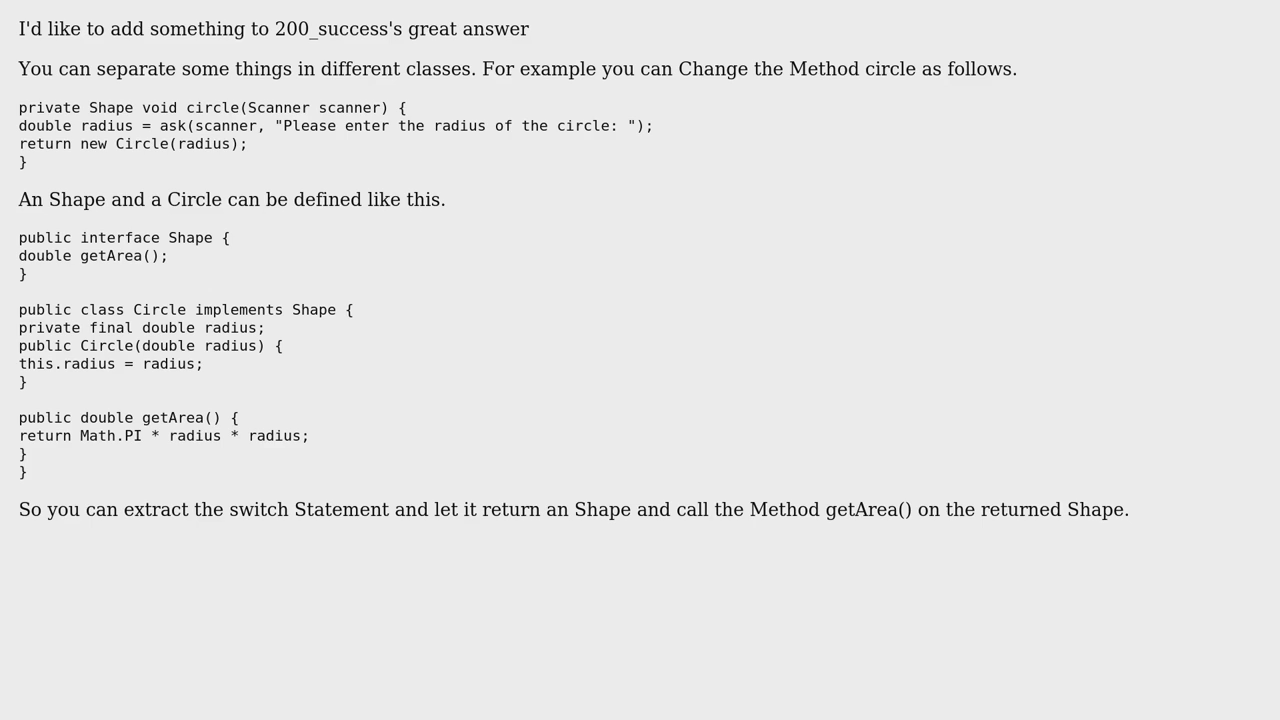 I'd like to add something to 200_success's great answer
You can separate some things in different classes. For example you can Change the Method circle as follows.
private Shape void circle(Scanner scanner) {
double radius = ask(scanner, "Please enter the radius of the circle: ");
return new Circle(radius);
}
An Shape and a Circle can be defined like this.
public interface Shape {
double getArea();
}
public class Circle implements Shape {
private final double radius;
public Circle(double radius) {
this.radius = radius;
}
public double getArea() {
return Math.PI * radius * radius;
}
}
So you can extract the switch Statement and let it return an Shape and call the Method getArea() on the returned Shape.